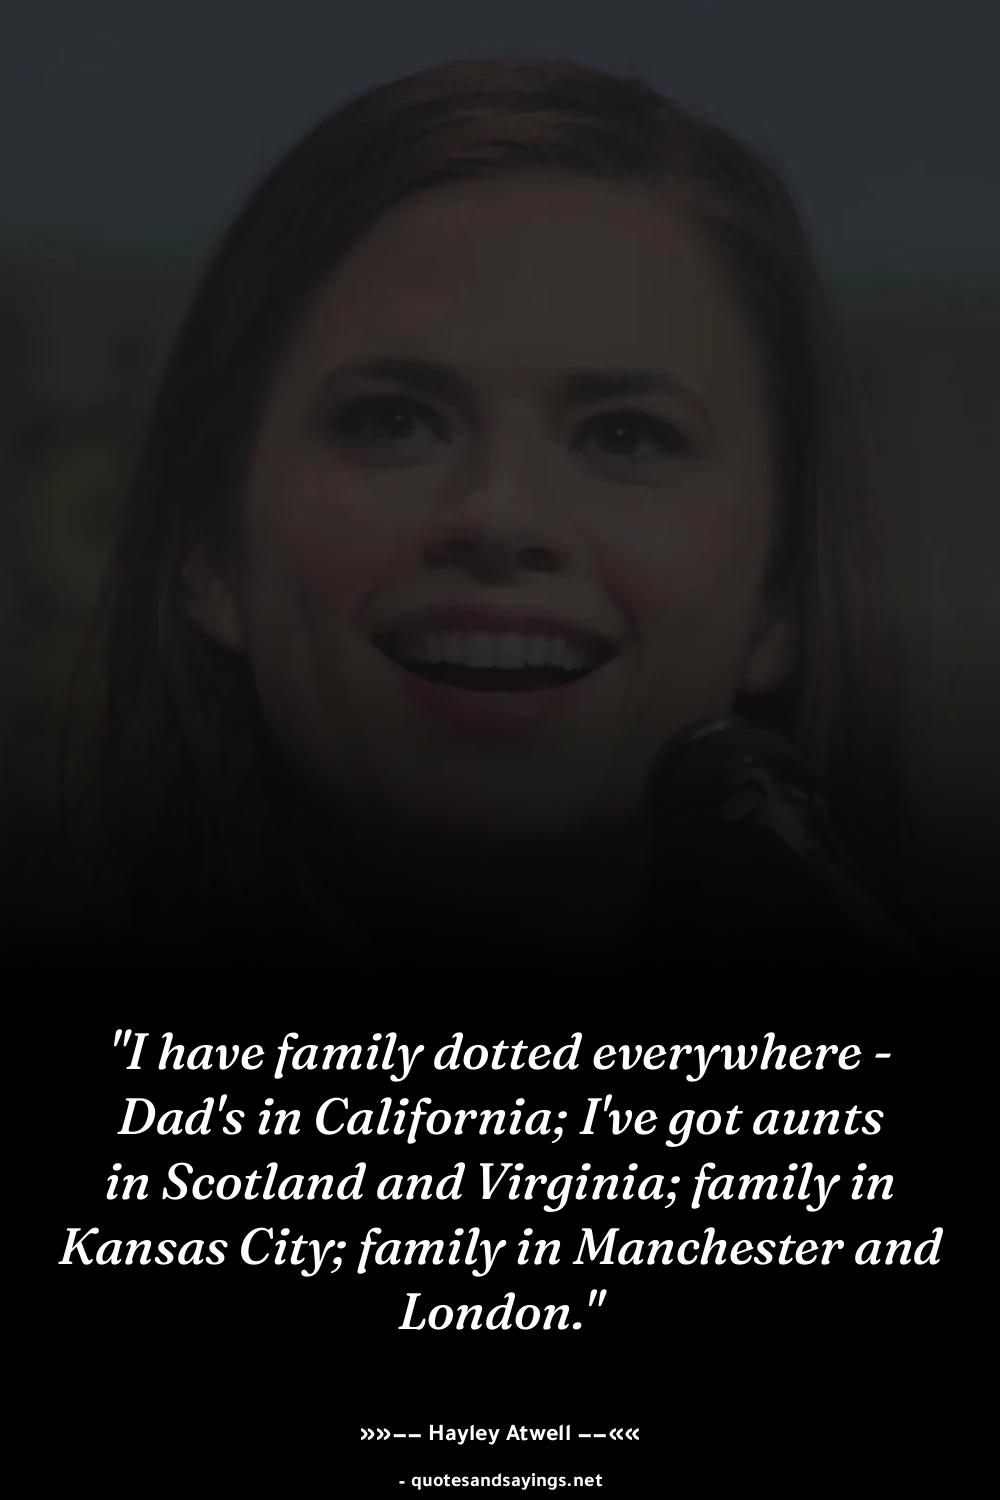 "I have family dotted everywhere -
Dad's in California; I've got aunts
in Scotland and Virginia; family in
Kansas City; family in Manchester and
London."
»»−− Hayley Atwell −−««
- quotesandsayings.net